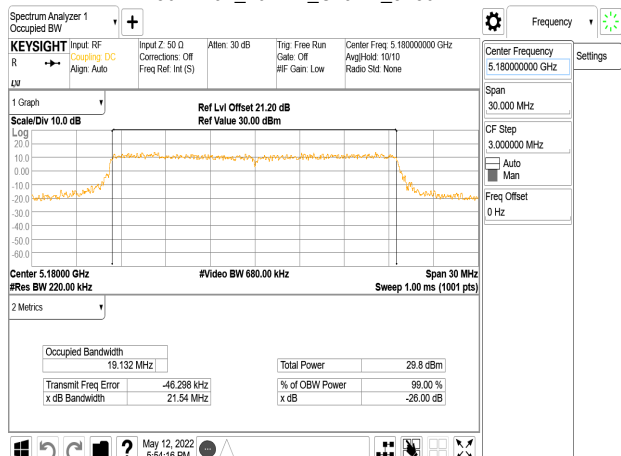 Spectrum Analyzer 1
Occupied BW
Frequency
KEYSIGHT
R
Input: RF
Coupling: DC
Align: Auto
Input Z: 50 Ω
Corrections: Off
Freq Ref: Int (S)
Atten: 30 dB
Trig: Free Run
Gate: Off
#IF Gain: Low
Center Freq: 5.180000000 GHz
Avg|Hold: 10/10
Radio Std: None
Center Frequency
5.180000000 GHz
Settings
Span
30.000 MHz
CF Step
3.000000 MHz
Auto
Man
Freq Offset
0 Hz
1 Graph
Scale/Div 10.0 dB
Ref Lvl Offset 21.20 dB
Ref Value 30.00 dBm
Log
20.0
10.0
0.00
-10.0
-20.0
-30.0
-40.0
-50.0
-60.0
Center 5.18000 GHz
#Video BW 680.00 kHz
Span 30 MHz
#Res BW 220.00 kHz
Sweep 1.00 ms (1001 pts)
2 Metrics
Occupied Bandwidth
19.132 MHz
Total Power 29.8 dBm
Transmit Freq Error -46.298 kHz
% of OBW Power 99.00 %
x dB Bandwidth 21.54 MHz
x dB -26.00 dB
?
May 12, 2022
5:54:16 PM